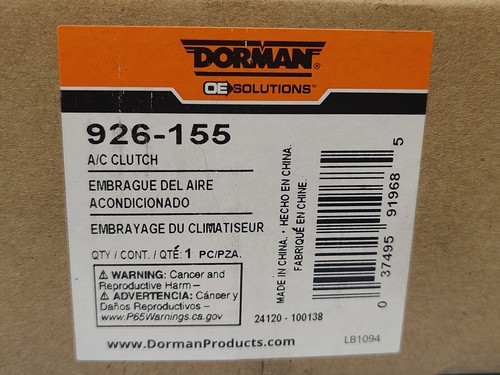 DORMAN®
OE SOLUTIONS™
926-155
A/C CLUTCH
EMBRAGUE DEL AIRE
ACONDICIONADO
EMBRAYAGE DU CLIMATISEUR
QTY / CONT. / QTÉ: 1 PC/PZA.
⚠ WARNING: Cancer and
Reproductive Harm –
⚠ ADVERTENCIA: Cáncer y
Daños Reproductivos –
www.P65Warnings.ca.gov
MADE IN CHINA. • HECHO EN CHINA.
FABRIQUÉ EN CHINE.
0 37495 91968 5
24120 - 100138
www.DormanProducts.com
LB1094